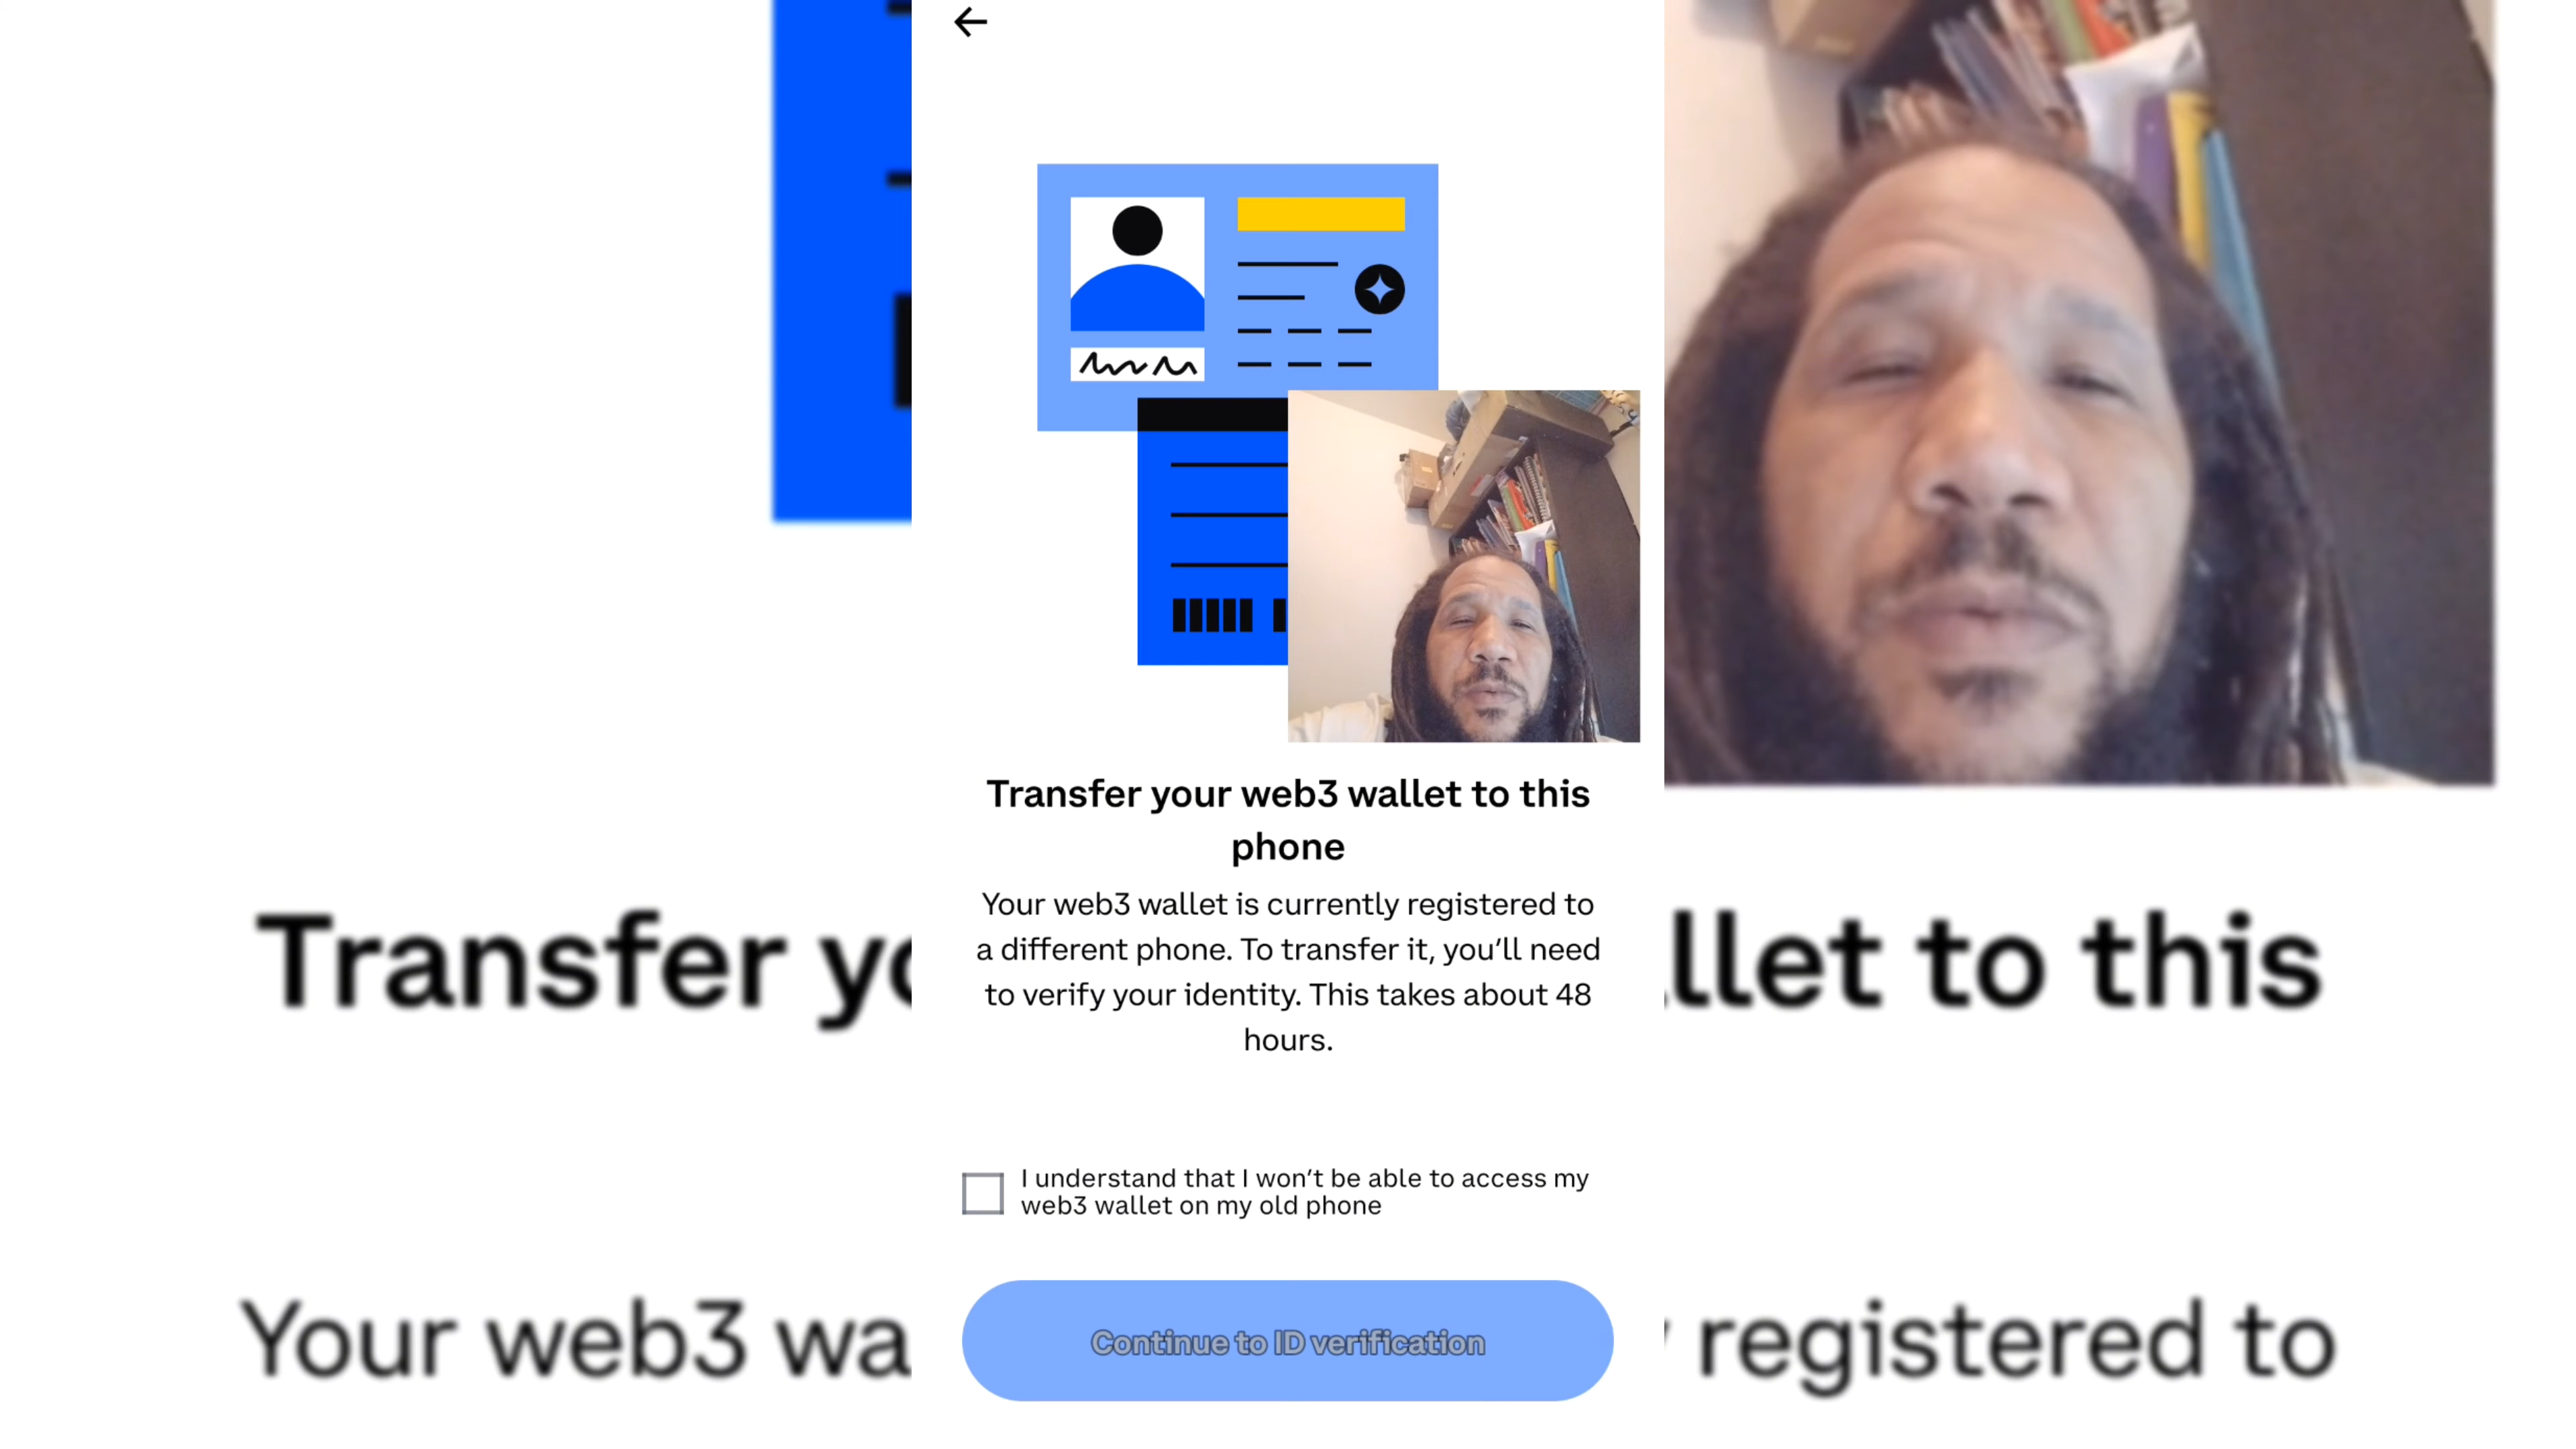 Transfer your web3 wallet to this
phone
Your web3 wallet is currently registered to
a different phone. To transfer it, you’ll need
to verify your identity. This takes about 48
hours.
I understand that I won’t be able to access my
web3 wallet on my old phone
Continue to ID verification
Transfer yo
llet to this
Your web3 wa
registered to